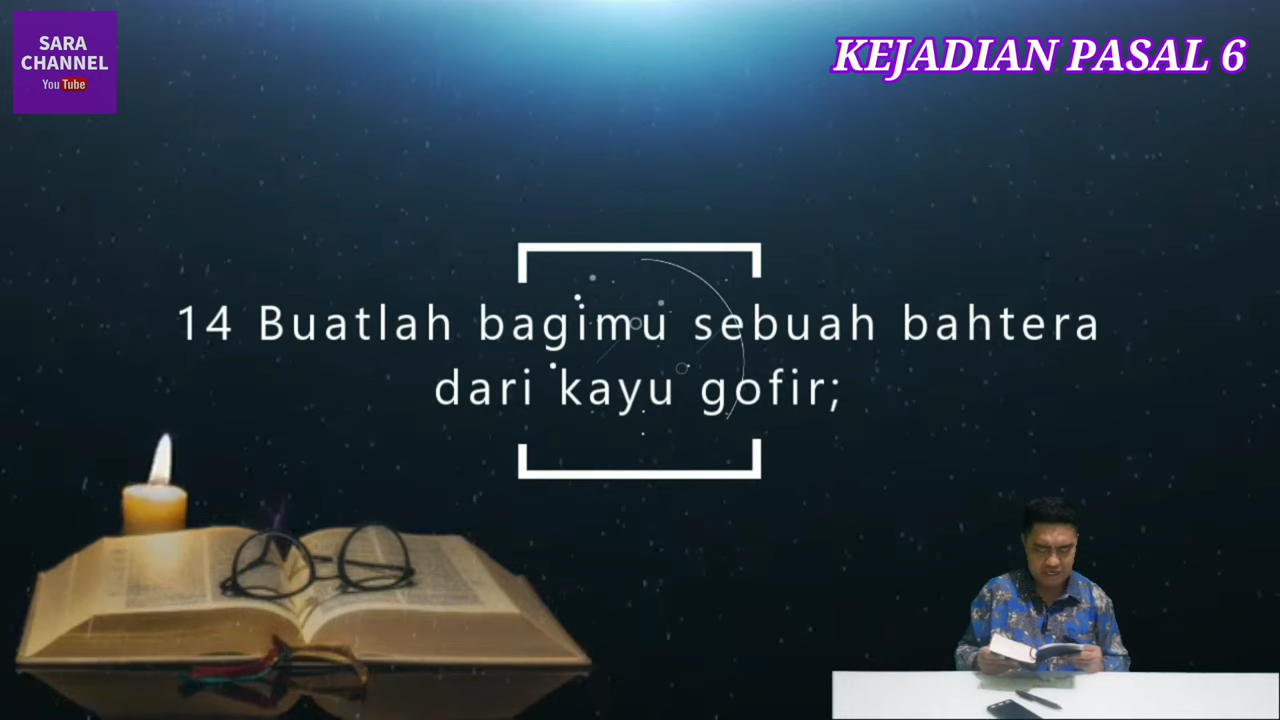 SARA
CHANNEL
YouTube
KEJADIAN PASAL 6
14 Buatlah bagimu sebuah bahtera
dari kayu gofir;